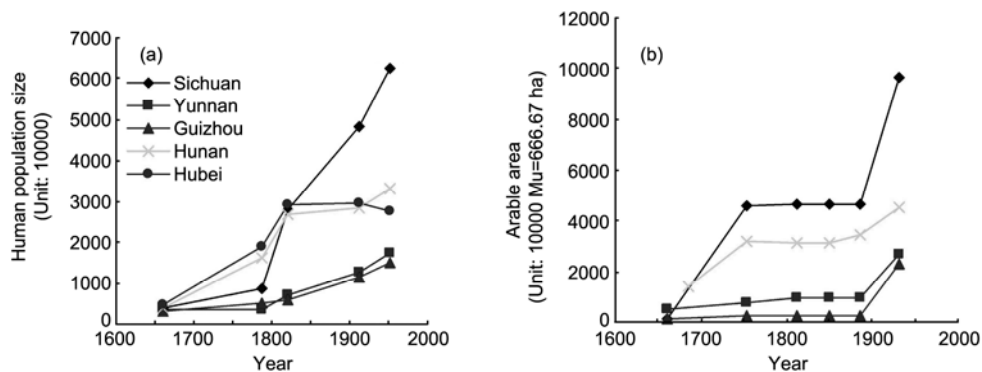 (a)
Human population size
(Unit: 10000)
7000
6000
5000
4000
3000
2000
1000
0
Sichuan
Yunnan
Guizhou
Hunan
Hubei
1600
1700
1800
1900
2000
Year
(b)
Arable area
(Unit: 10000 Mu=666.67 ha)
12000
10000
8000
6000
4000
2000
0
1600
1700
1800
1900
2000
Year